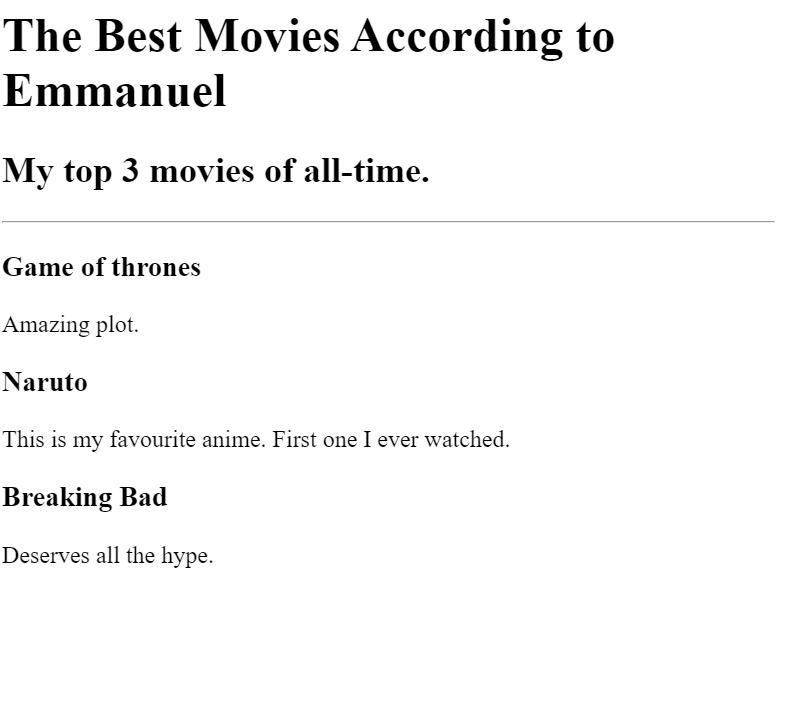 The Best Movies According to
Emmanuel
My top 3 movies of all-time.
Game of thrones
Amazing plot.
Naruto
This is my favourite anime. First one I ever watched.
Breaking Bad
Deserves all the hype.